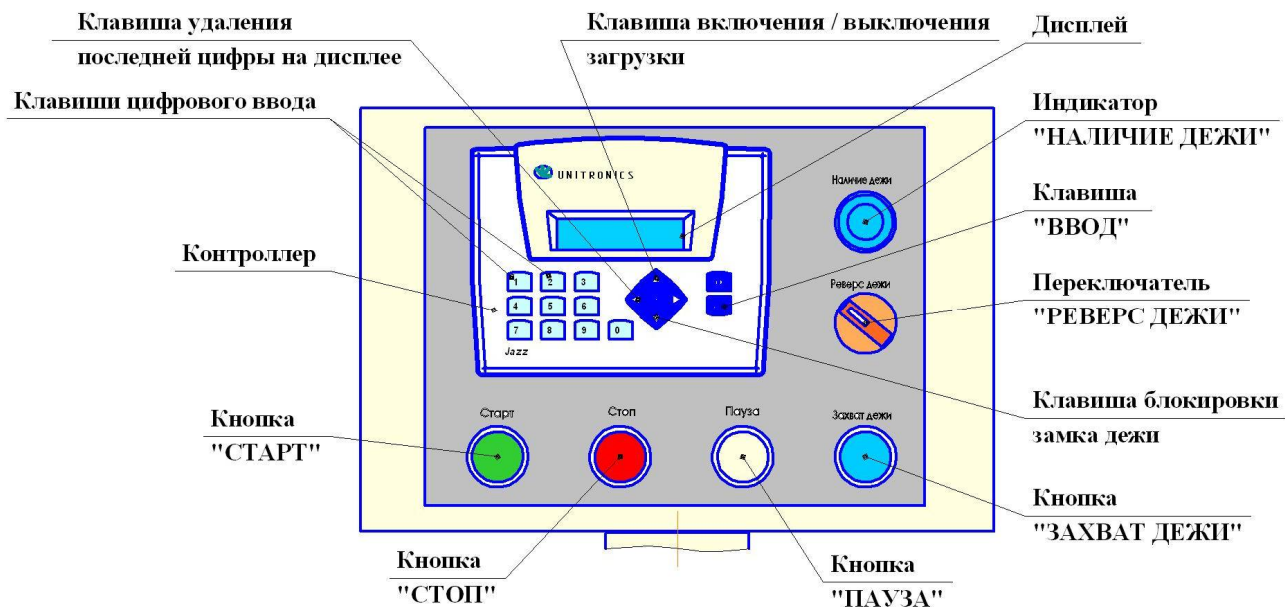 Клавиша удаления
последней цифры на дисплее
Клавиша включения / выключения
загрузки
Дисплей
Клавиши цифрового ввода
Индикатор
"НАЛИЧИЕ ДЕЖИ"
UNITRONICS
Наличие дежи
Клавиша
"ВВОД"
Контроллер
1 2 3
4 5 6
7 8 9 0
Jazz
Реверс дежи
Переключатель
"РЕВЕРС ДЕЖИ"
Клавиша блокировки
замка дежи
Старт
Стоп
Пауза
Захват дежи
Кнопка
"СТАРТ"
Кнопка
"ЗАХВАТ ДЕЖИ"
Кнопка
"СТОП"
Кнопка
"ПАУЗА"